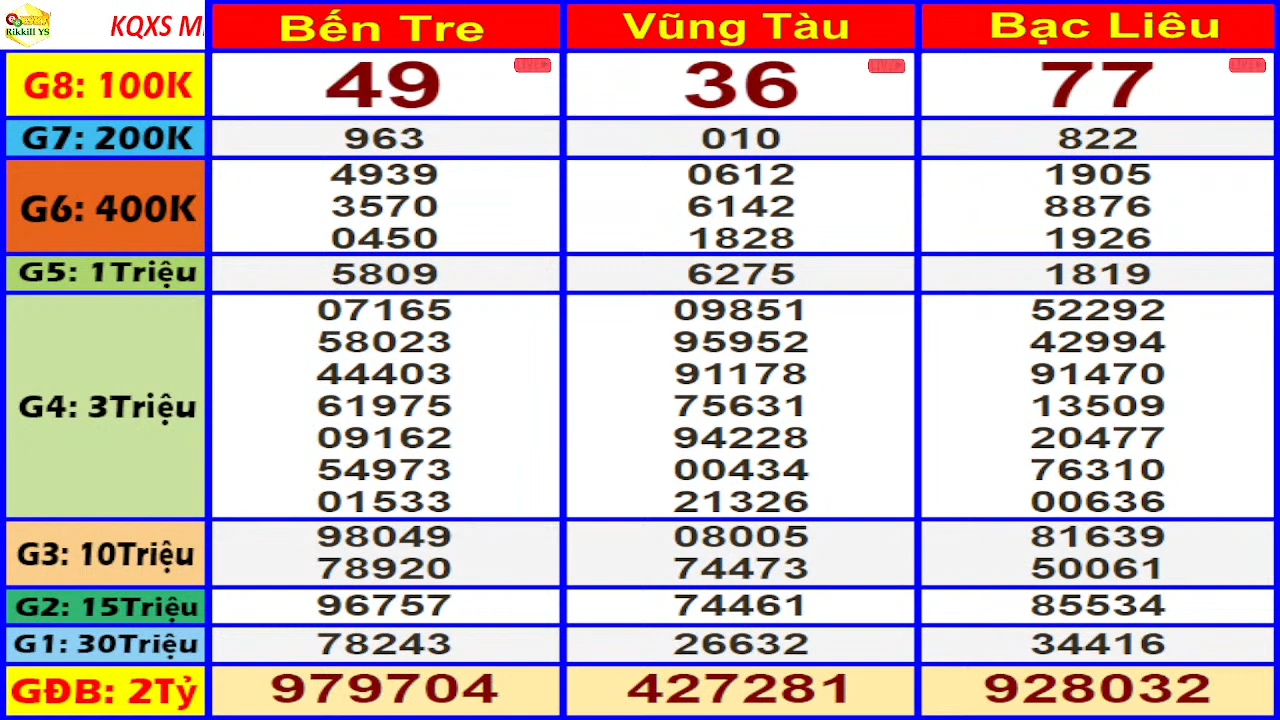 Rikkill YS
KQXS M
Bến Tre Vũng Tàu Bạc Liêu
G8: 100K 49 36 77
G7: 200K 963 010 822
G6: 400K
4939 0612 1905
3570 6142 8876
0450 1828 1926
G5: 1Triệu 5809 6275 1819
G4: 3Triệu
07165 09851 52292
58023 95952 42994
44403 91178 91470
61975 75631 13509
09162 94228 20477
54973 00434 76310
01533 21326 00636
G3: 10Triệu
98049 08005 81639
78920 74473 50061
G2: 15Triệu 96757 74461 85534
G1: 30Triệu 78243 26632 34416
GĐB: 2Tỷ 979704 427281 928032